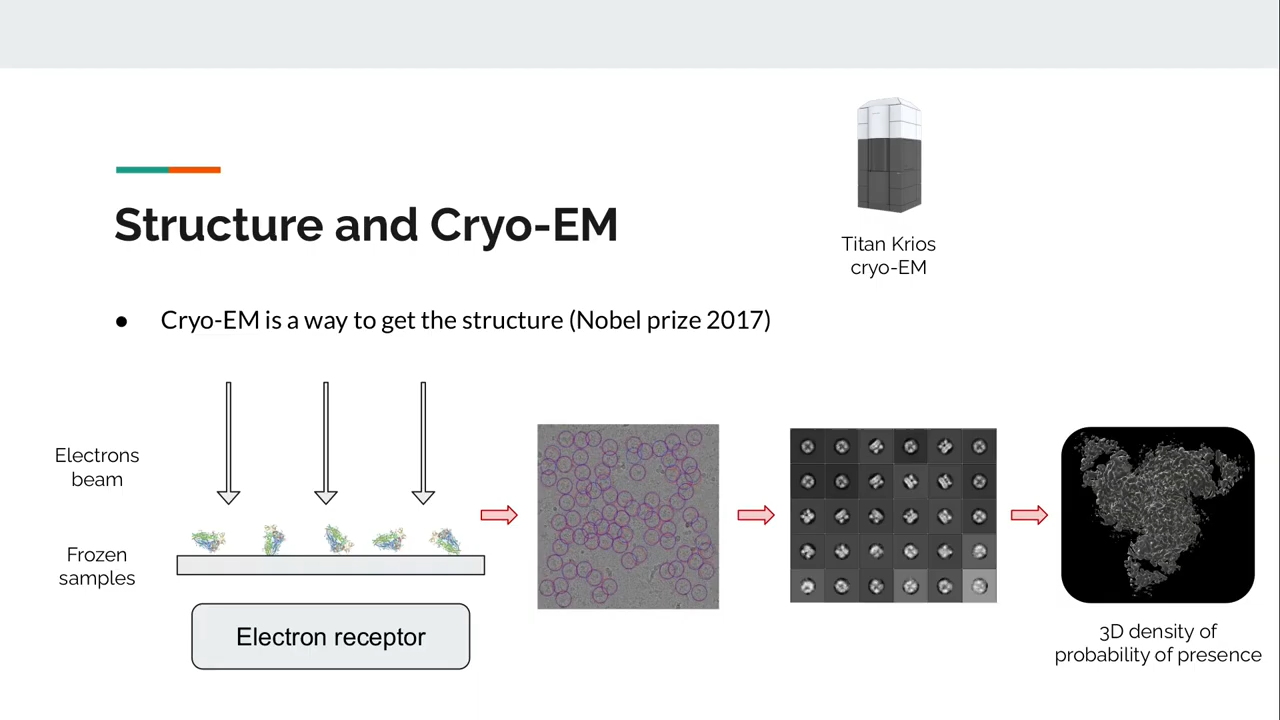 Titan Krios
cryo-EM
Structure and Cryo-EM
● Cryo-EM is a way to get the structure (Nobel prize 2017)
Electrons
beam
Frozen
samples
Electron receptor
3D density of
probability of presence